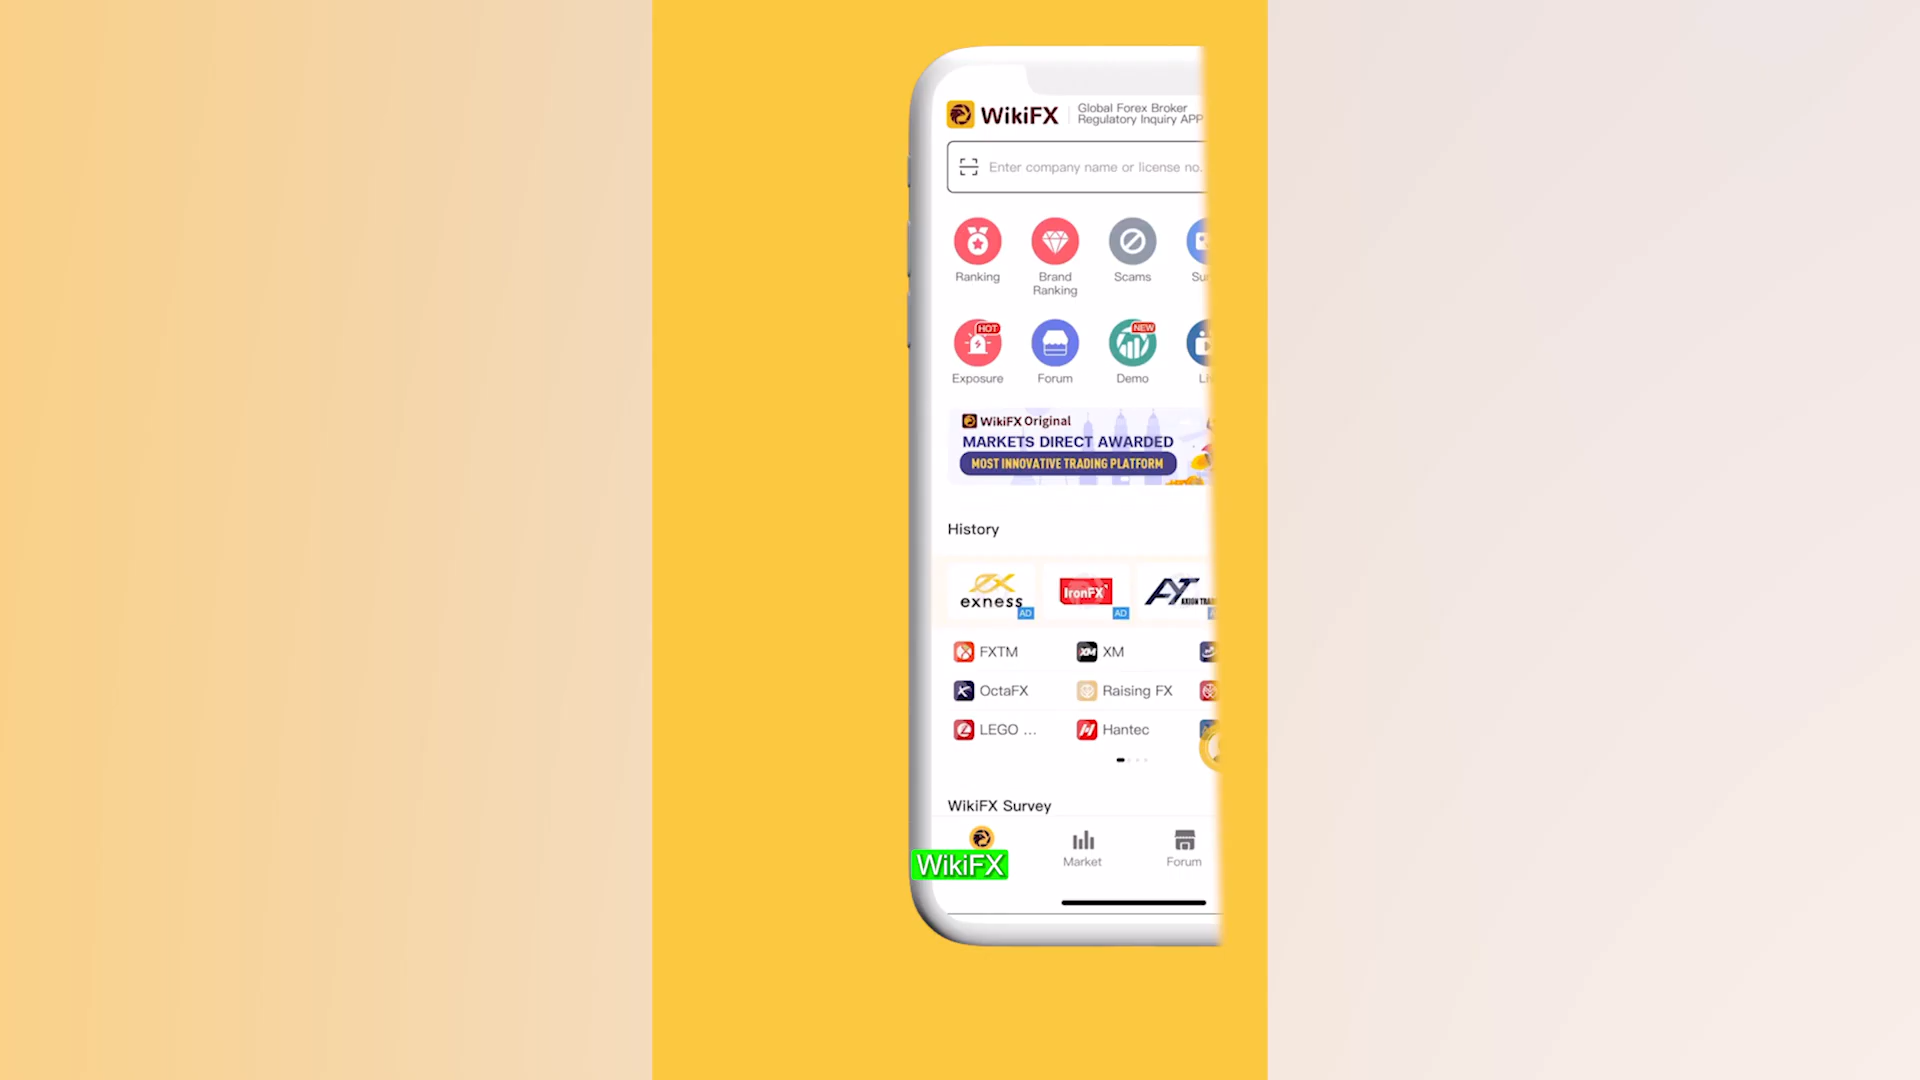 WikiFX
Global Forex Broker
Regulatory Inquiry APP
Enter company name or license no.
Ranking
Brand
Ranking
Scams
HOT
NEW
Exposure
Forum
Demo
WikiFX Original
MARKETS DIRECT AWARDED
MOST INNOVATIVE TRADING PLATFORM
History
exness
AD
IronFX
AD
FXTM
XM
OctaFX
Raising FX
LEGO ...
Hantec
WikiFX Survey
WikiFX
Market
Forum